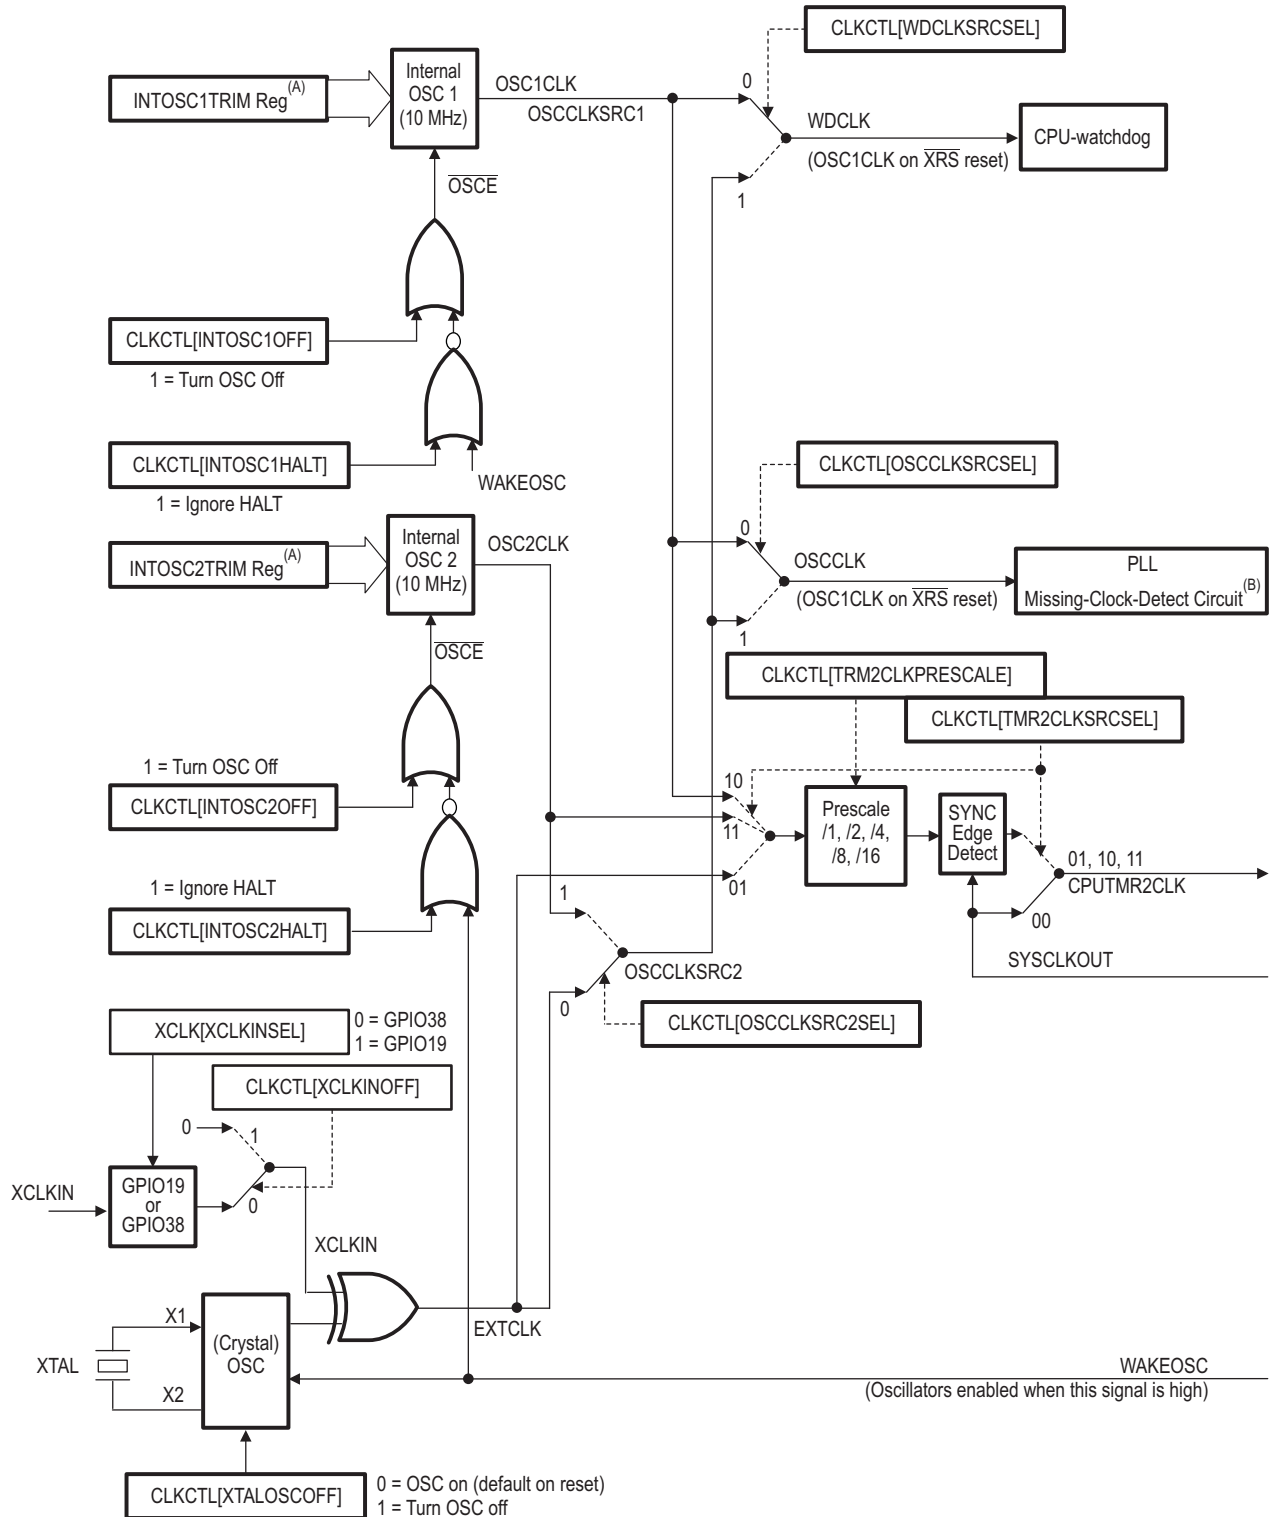 CLKCTL[WDCLKSRCSEL]
INTOSC1TRIM Reg(A)
Internal
OSC 1
(10 MHz)
OSC1CLK
OSCCLKSRC1
0
WDCLK
(OSC1CLK on XRS reset)
CPU-watchdog
1
OSCE
CLKCTL[INTOSC1OFF]
1 = Turn OSC Off
CLKCTL[INTOSC1HALT]
1 = Ignore HALT
WAKEOSC
CLKCTL[OSCCLKSRCSEL]
INTOSC2TRIM Reg(A)
Internal
OSC 2
(10 MHz)
OSC2CLK
0
OSCCLK
(OSC1CLK on XRS reset)
PLL
Missing-Clock-Detect Circuit(B)
1
OSCE
CLKCTL[TRM2CLKPRESCALE]
CLKCTL[TMR2CLKSRCSEL]
1 = Turn OSC Off
CLKCTL[INTOSC2OFF]
10
11
01
Prescale
/1, /2, /4,
/8, /16
SYNC
Edge
Detect
01, 10, 11
CPUTMR2CLK
00
SYSCLKOUT
1 = Ignore HALT
CLKCTL[INTOSC2HALT]
1
OSCCLKSRC2
0
CLKCTL[OSCCLKSRC2SEL]
XCLK[XCLKINSEL]
0 = GPIO38
1 = GPIO19
CLKCTL[XCLKINOFF]
0
1
XCLKIN
GPIO19
or
GPIO38
0
XCLKIN
EXTCLK
XTAL
X1
X2
(Crystal)
OSC
WAKEOSC
(Oscillators enabled when this signal is high)
CLKCTL[XTALOSCOFF]
0 = OSC on (default on reset)
1 = Turn OSC off